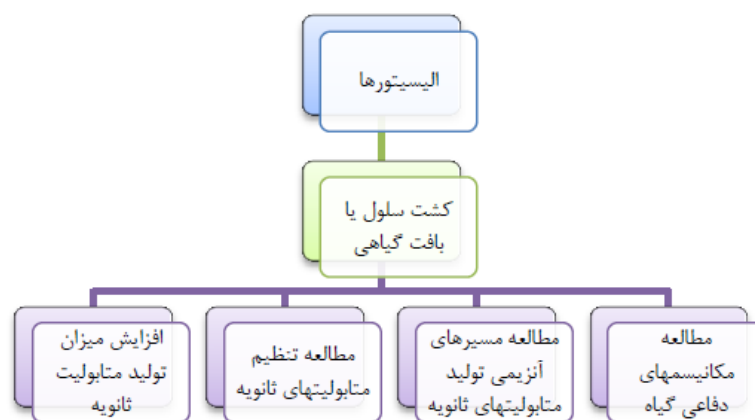 الیسیتورها
کشت سلول یا
بافت گیاهی
مطالعه
مکانیسمهای
دفاعی گیاه
مطالعه مسیرهای
آنزیمی تولید
متابولیتهای ثانویه
مطالعه تنظیم
متابولیتهای ثانویه
افزایش میزان
تولید متابولیت
ثانویه